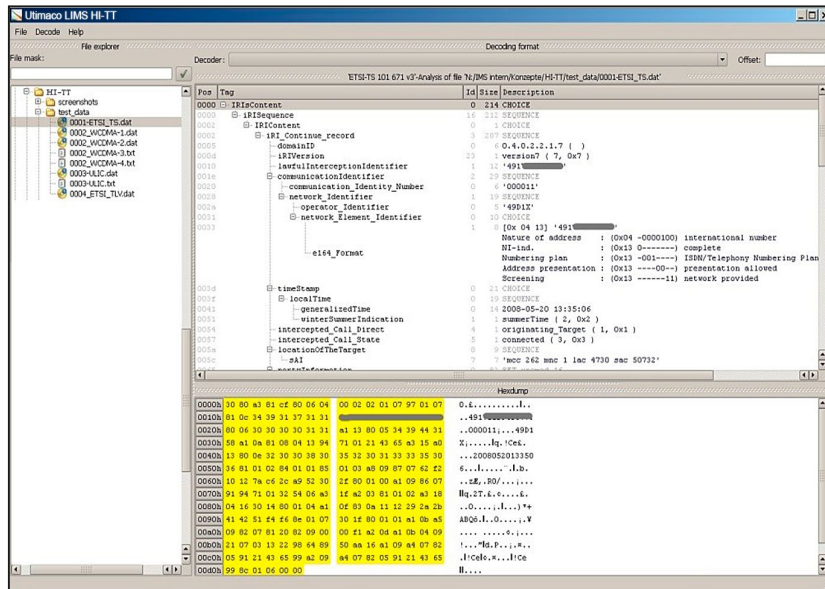 Utimaco LIMS HI-TT
File Decode Help
File explorer
File mask:
HI-TT
screenshots
test_data
0001-ETSI_TS.dat
0002_WCDMA-1.dat
0002_WCDMA-2.dat
0002_WCDMA-3.txt
0002_WCDMA-4.txt
0003-ULIC.dat
0003-ULIC.txt
0004_ETSI_TLV.dat
Decoding format
Decoder: Offset:
'ETSI-TS 101 671 v3'-Analysis of file 'N:/IMS intern/Konzepte/HI-TT/test_data/0001-ETSI_TS.dat'
Pos Tag Id Size Description
0000 IRIsContent 0 214 CHOICE
0000 iRISequence 16 212 SEQUENCE
0002 IRIContent 0 1 CHOICE
0002 iRI_Continue_record 3 207 SEQUENCE
0005 domainID 0 6 0.4.0.2.2.1.7 ( )
000d iRIVersion 23 1 version7 ( 7, 0x7 )
0010 lawfulInterceptionIdentifier 1 12 '491
001e communicationIdentifier 2 29 SEQUENCE
0020 communication_Identity_Number 0 6 '000011'
0028 network_Identifier 1 19 SEQUENCE
002a operator_Identifier 0 5 '49D1X'
0031 network_Element_Identifier 0 10 CHOICE
0033 e164_Format 1 8 [0x 04 13] '491
Nature of address : (0x04 -0000100) international number
NI-ind. : (0x13 0-------) complete
Numbering plan : (0x13 -001----) ISDN/Telephony Numbering Plan
Address presentation : (0x13 ----00--) presentation allowed
Screening : (0x13 ------11) network provided
003d timeStamp 3 21 CHOICE
003f localTime 0 19 SEQUENCE
0041 generalizedTime 0 14 2008-05-20 13:35:06
0051 winterSummerIndication 1 1 summerTime ( 2, 0x2 )
0054 intercepted_Call_Direct 4 1 originating_Target ( 1, 0x1 )
0057 intercepted_Call_State 5 1 connected ( 3, 0x3 )
005a locationOfTheTarget 8 9 SEQUENCE
005c sAI 7 7 'mcc 262 mnc 1 lac 4730 sac 50732'
Hexdump
0000h 30 80 a3 81 cf 80 06 04 00 02 02 01 07 97 01 07
0010h 81 0c 34 39 31 37 31 31
..491
0020h 80 06 30 30 30 30 31 31 a1 13 80 05 34 39 44 31 ..000011;...49D1
0030h 58 a1 0a 81 08 04 13 94 71 01 21 43 65 a3 15 a0
0040h 13 80 0e 32 30 30 38 30 35 32 30 31 33 33 35 30 ...2008052013350
0050h 36 81 01 02 84 01 01 85 01 03 a8 09 87 07 62 f2
0060h 10 12 7a c6 2c a9 52 30 2f 80 01 00 a1 09 86 07
0070h 91 94 71 01 32 54 06 a3 1f a2 03 81 01 02 a3 18
0080h 04 16 30 14 80 01 04 a1 0f 83 0a 11 12 29 2a 2b
0090h 41 42 51 f4 f6 8e 01 07 30 1f 80 01 01 a1 0b a5
00a0h 09 82 07 81 20 82 09 00 00 f1 a2 0d a1 0b 04 09
00b0h 21 07 03 13 22 98 64 89 50 aa 16 a1 09 a4 07 82
00c0h 05 91 21 43 65 99 a2 09 a4 07 82 05 91 21 43 65
00d0h 99 8c 01 06 00 00